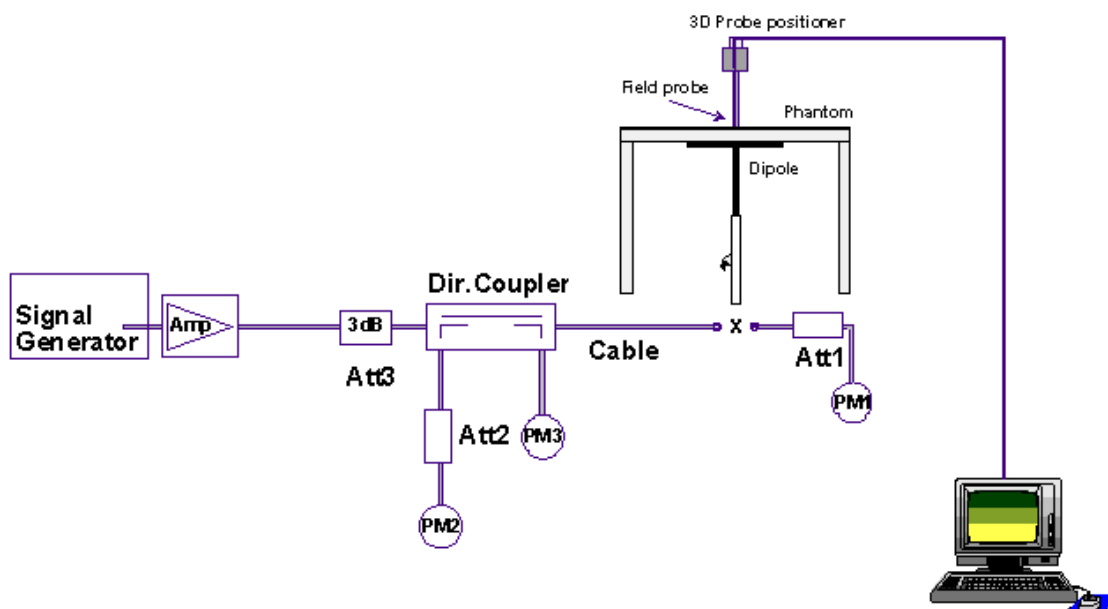 3D Probe positioner
Field probe
Phantom
Dipole
Dir.Coupler
Signal
Generator
Amp
3dB
X
Cable
Att3
Att1
PM1
Att2
PM3
PM2